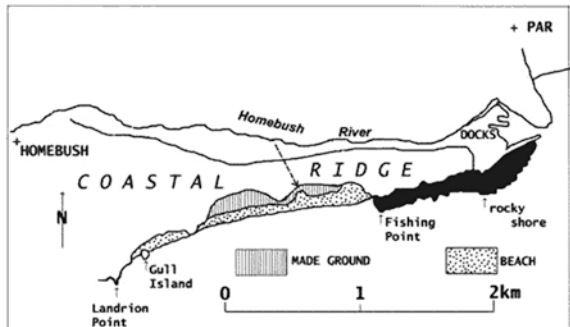 + PAR
Homebush
River
DOCKS
+HOMEBUSH
COASTAL RIDGE
N
Fishing
Point
rocky
shore
Gull
Island
MADE GROUND
BEACH
Landrion
Point
0 1 2km